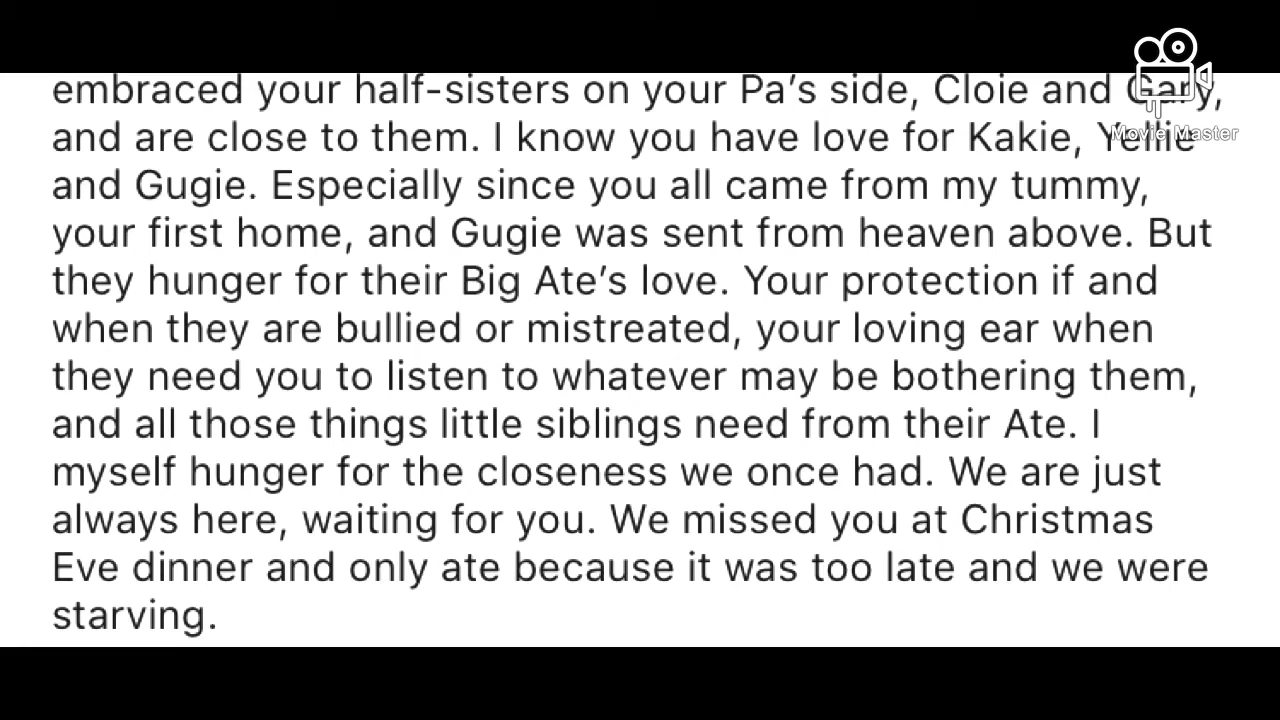 embraced your half-sisters on your Pa’s side, Cloie and Gary,
and are close to them. I know you have love for Kakie, Yellie
and Gugie. Especially since you all came from my tummy,
your first home, and Gugie was sent from heaven above. But
they hunger for their Big Ate’s love. Your protection if and
when they are bullied or mistreated, your loving ear when
they need you to listen to whatever may be bothering them,
and all those things little siblings need from their Ate. I
myself hunger for the closeness we once had. We are just
always here, waiting for you. We missed you at Christmas
Eve dinner and only ate because it was too late and we were
starving.
Movie Master